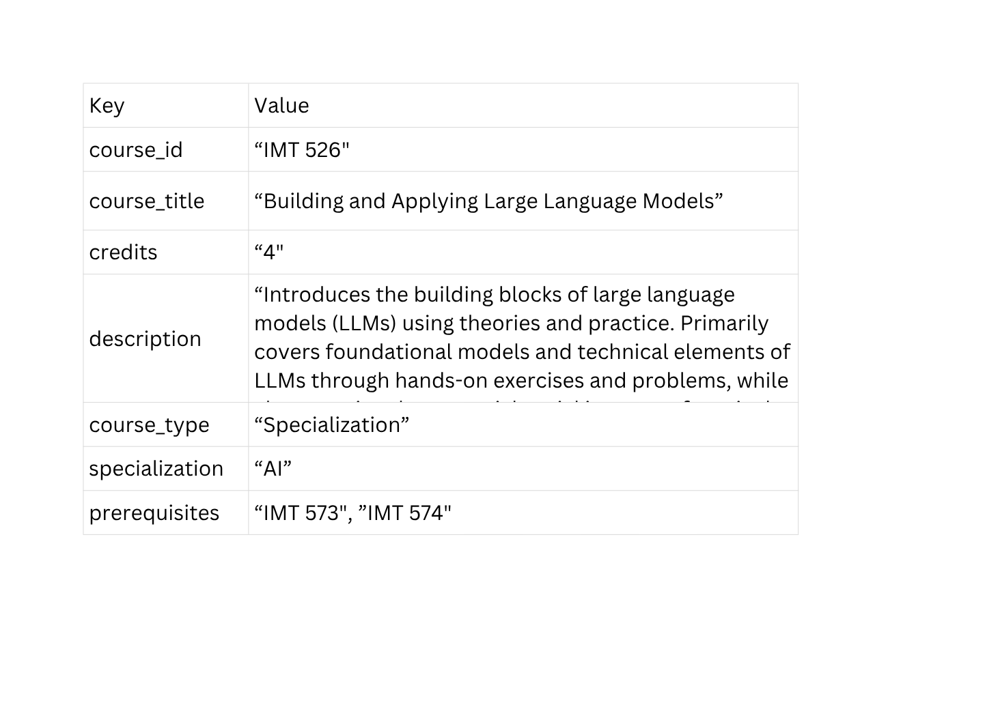 Key Value
course_id “IMT 526"
course_title “Building and Applying Large Language Models”
credits “4"
description “Introduces the building blocks of large language
models (LLMs) using theories and practice. Primarily
covers foundational models and technical elements of
LLMs through hands-on exercises and problems, while
course_type “Specialization”
specialization “AI”
prerequisites “IMT 573", ”IMT 574"